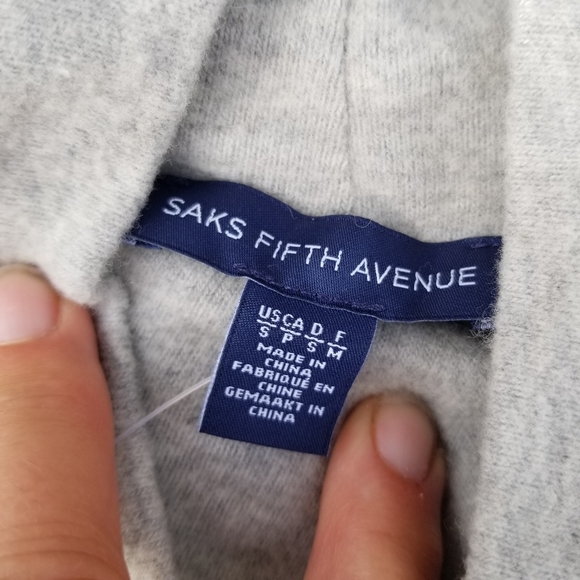 SAKS FIFTH AVENUE
US CA D F
S P S M
MADE IN
CHINA
FABRIQUÉ EN
CHINE
GEMAAKT IN
CHINA